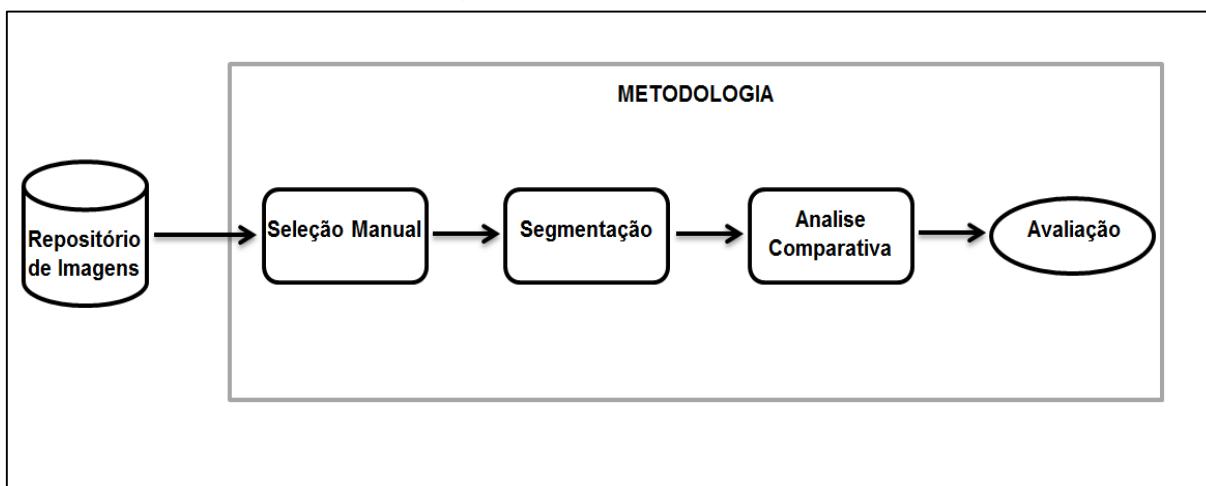 METODOLOGIA
Repositório
de Imagens
Seleção Manual
Segmentação
Analise
Comparativa
Avaliação